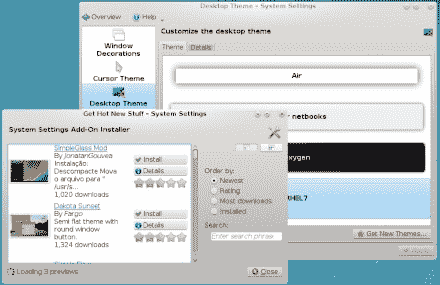 Desktop Theme - System Settings
Overview
Help
Customize the desktop theme
Window
Decorations
Cursor Theme
Desktop Theme
Theme
Details
Air
netbooks
xygen
HEL7
Get New Themes...
Apply
Get Hot New Stuff - System Settings
System Settings Add-On Installer
SimpleGlass Mod
By JonatanGouvea
Instalação:
Descompacte Mova
o arquivo para "
/usr/s...
1,020 downloads
Install
Details
Dakota Sunset
By Fargo
Semi flat theme with
round window
button.
1,324 downloads
Install
Details
Order by:
Newest
Rating
Most downloads
Installed
Search:
Enter search phrase
Loading 3 previews
Close